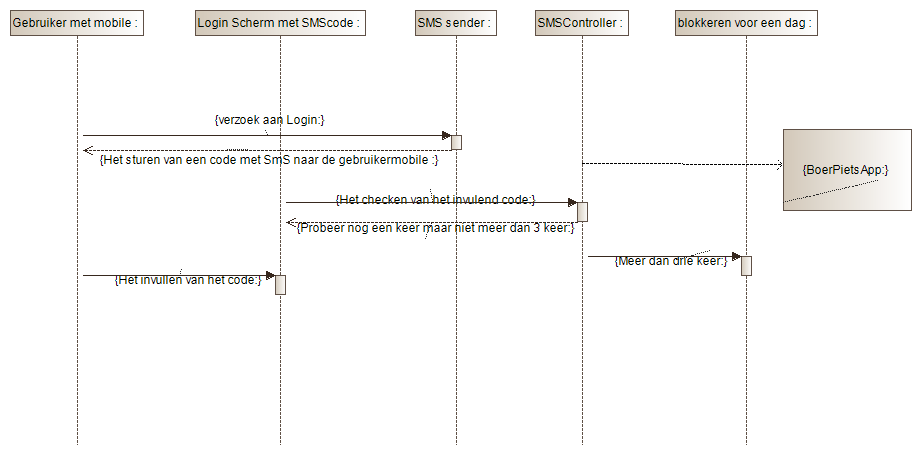 Gebruiker met mobile :
Login Scherm met SMScode :
SMS sender :
SMSController :
blokkeren voor een dag :
{verzoek aan Login:}
{Het sturen van een code met SmS naar de gebruikermobile :}
{BoerPietsApp:}
{Het checken van het invulend code:}
{Probeer nog een keer maar niet meer dan 3 keer:}
{Meer dan drie keer:}
{Het invullen van het code:}